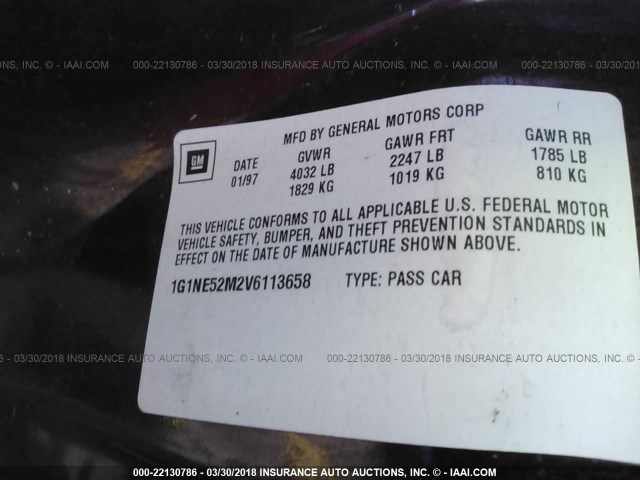 INC. - IAAI.COM 000-22130786 - 03/30/2018 INSURANCE AUTO AUCTIONS, INC. - IAAI.COM 000-22130786 - 03/30/2018
MFD BY GENERAL MOTORS CORP
GM
DATE GVWR GAWR FRT GAWR RR
01/97 4032 LB 2247 LB 1785 LB
1829 KG 1019 KG 810 KG
THIS VEHICLE CONFORMS TO ALL APPLICABLE U.S. FEDERAL MOTOR
VEHICLE SAFETY, BUMPER, AND THEFT PREVENTION STANDARDS IN
EFFECT ON THE DATE OF MANUFACTURE SHOWN ABOVE.
1G1NE52M2V6113658 TYPE: PASS CAR
- 03/30/2018 INSURANCE AUTO AUCTIONS, INC. - IAAI.COM 000-22130786 - 03/30/2018 INSURANCE AUTO AUCTIONS, INC. - IAAI.
000-22130786 - 03/30/2018 INSURANCE AUTO AUCTIONS, INC. - IAAI.COM